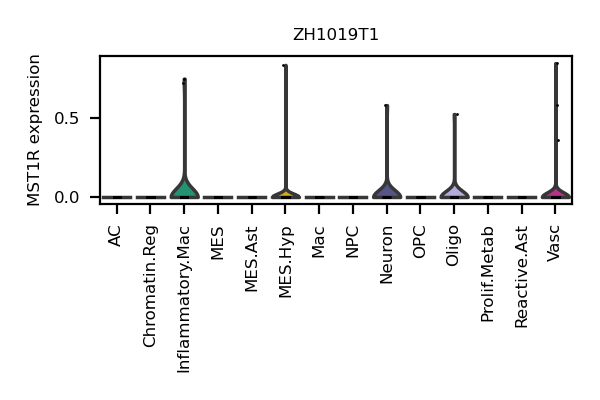 ZH1019T1
MST1R expression
0.5
0.0
AC
Chromatin.Reg
Inflammatory.Mac
MES
MES.Ast
MES.Hyp
Mac
NPC
Neuron
OPC
Oligo
Prolif.Metab
Reactive.Ast
Vasc